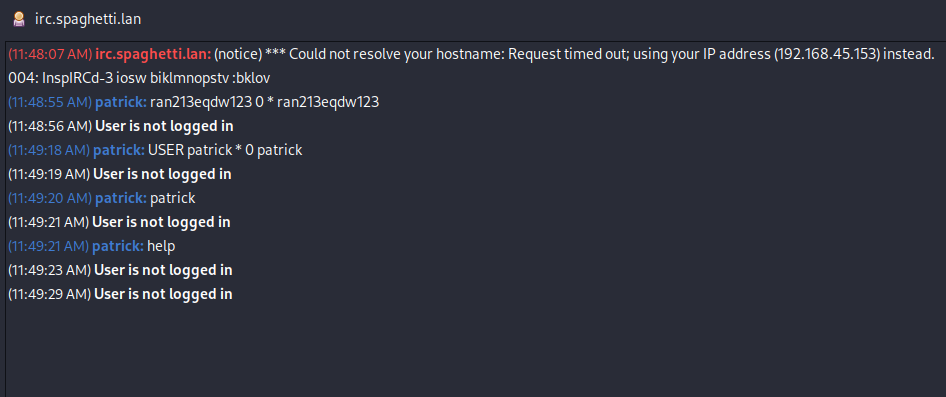 irc.spaghetti.lan
(11:48:07 AM) irc.spaghetti.lan: (notice) *** Could not resolve your hostname: Request timed out; using your IP address (192.168.45.153) instead.
004: InspIRCd-3 iosw biklmnopstv :bklov
(11:48:55 AM) patrick: ran213eqdw123 0 * ran213eqdw123
(11:48:56 AM) User is not logged in
(11:49:18 AM) patrick: USER patrick * 0 patrick
(11:49:19 AM) User is not logged in
(11:49:20 AM) patrick: patrick
(11:49:21 AM) User is not logged in
(11:49:21 AM) patrick: help
(11:49:23 AM) User is not logged in
(11:49:29 AM) User is not logged in